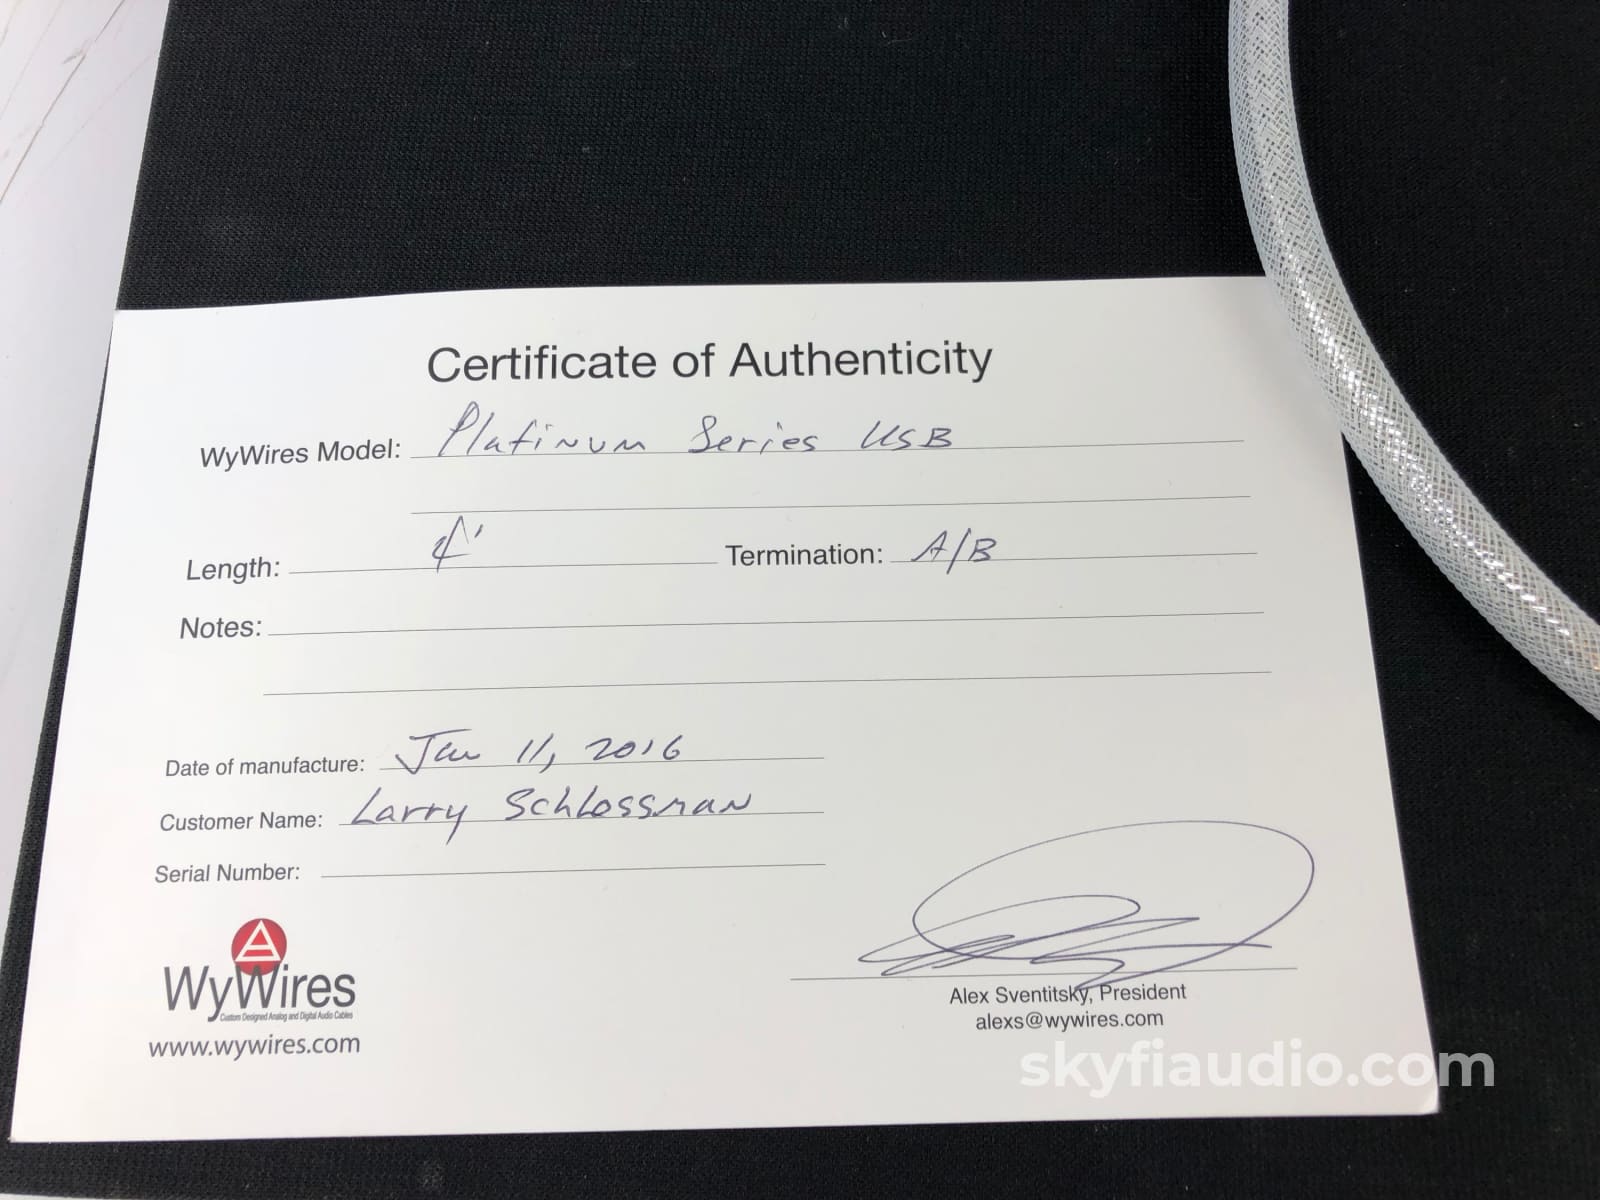 Certificate of Authenticity
WyWires Model: Platinum Series USB
Length: 4' Termination: A/B
Notes:
Date of manufacture: Jan 11, 2016
Customer Name: Larry Schlossman
Serial Number:
WyWires
Custom Designed Analog and Digital Audio Cables
www.wywires.com
Alex Sventitsky, President
alexs@wywires.com
skyfiaudio.com